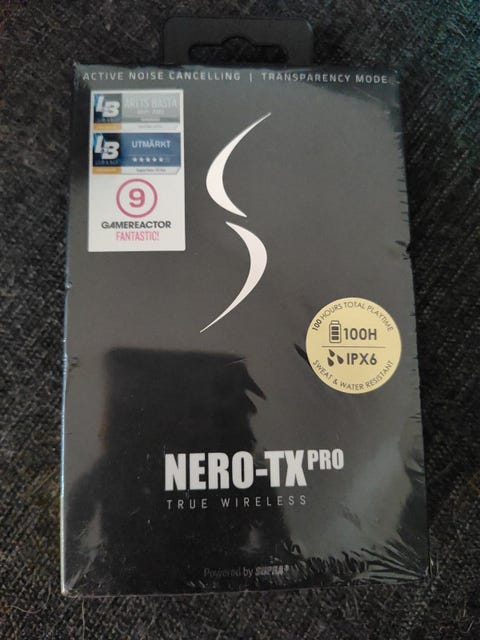 ACTIVE NOISE CANCELLING | TRANSPARENCY MODE
LB
ÅRETS BÄSTA
LB
UTMÄRKT
9
GAMEREACTOR
FANTASTIC!
100 HOURS TOTAL PLAYTIME
100H
IPX6
SWEAT & WATER RESISTANT
NERO-TX PRO
TRUE WIRELESS
Powered by SUPRA